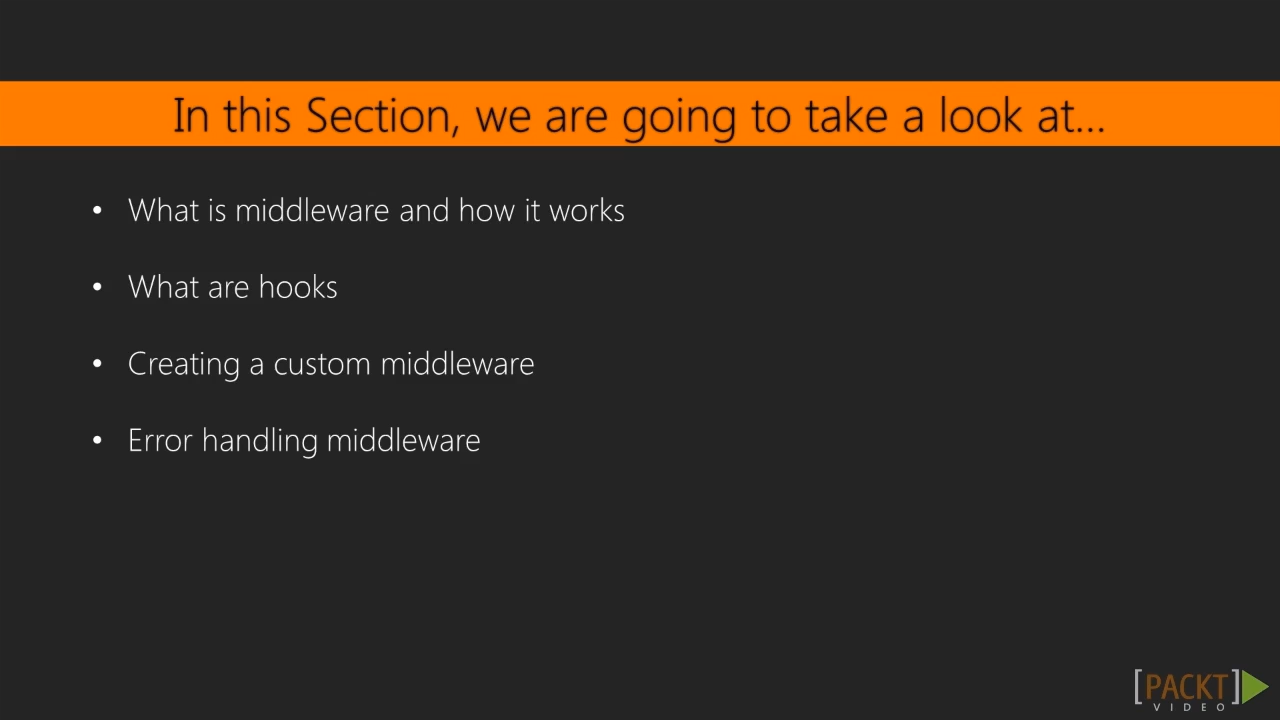 In this Section, we are going to take a look at...
• What is middleware and how it works
• What are hooks
• Creating a custom middleware
• Error handling middleware
[PACKT]
VIDEO